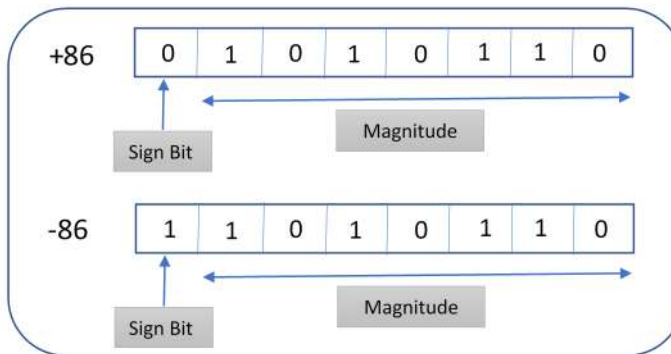 +86 0 1 0 1 0 1 1 0
Magnitude
Sign Bit
-86 1 1 0 1 0 1 1 0
Magnitude
Sign Bit